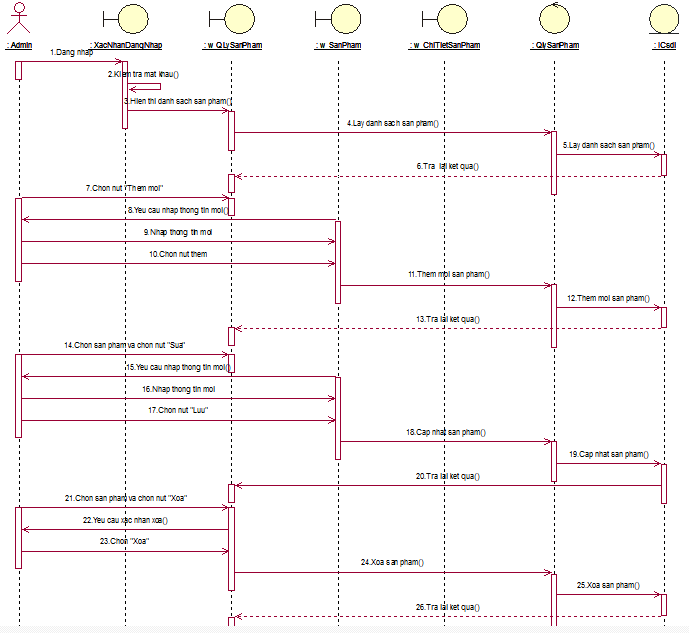 : Admin
: XacNhanDangNhap
: w_QLySanPham
: w_SanPham
: w_ChiTietSanPham
: QlySanPham
: ICsdl
1.Dang nhap
2.Kiem tra mat khau()
3.Hien thi danh sach san pham()
4.Lay danh sach san pham()
5.Lay danh sach san pham()
6.Tra lai ket qua()
7.Chon nut "Them moi"
8.Yeu cau nhap thong tin moi()
9.Nhap thong tin moi
10.Chon nut them
11.Them moi san pham()
12.Them moi san pham()
13.Tra lai ket qua()
14.Chon san pham va chon nut "Sua"
15.Yeu cau nhap thong tin moi()
16.Nhap thong tin moi
17.Chon nut "Luu"
18.Cap nhat san pham()
19.Cap nhat san pham()
20.Tra lai ket qua()
21.Chon san pham va chon nut "Xoa"
22.Yeu cau xac nhan xoa()
23.Chon "Xoa"
24.Xoa san pham()
25.Xoa san pham()
26.Tra lai ket qua()